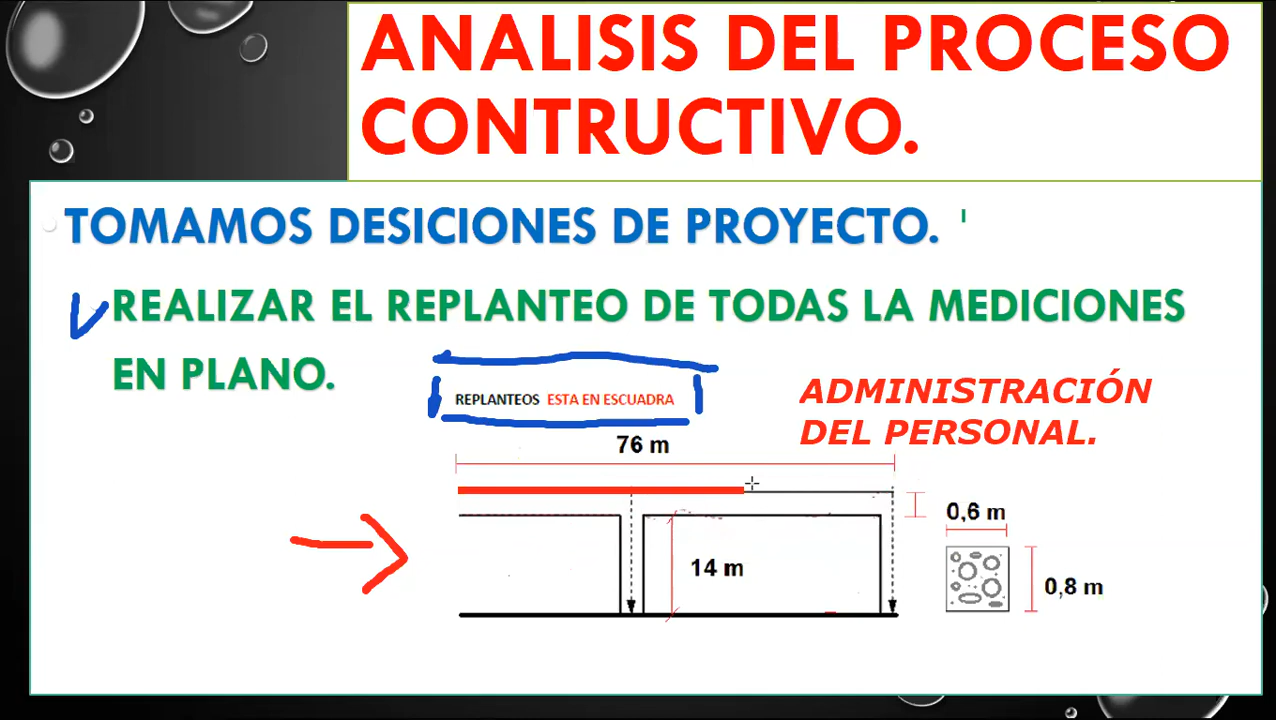 ANALISIS DEL PROCESO
CONTRUCTIVO.
TOMAMOS DESICIONES DE PROYECTO.
REALIZAR EL REPLANTEO DE TODAS LA MEDICIONES
EN PLANO.
REPLANTEOS ESTA EN ESCUADRA
ADMINISTRACIÓN
DEL PERSONAL.
76 m
0,6 m
14 m
0,8 m